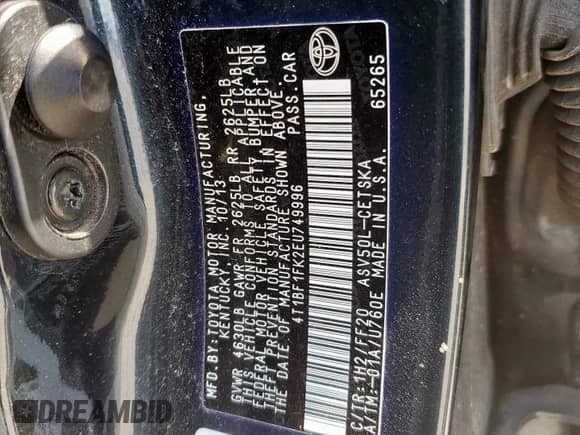 MFD.BY: TOYOTA MOTOR MANUFACTURING,
KENTUCKY, INC. 10/13
GVWR 4630LB GAWR FR 2625LB RR 2625LB
THIS VEHICLE CONFORMS TO ALL APPLICABLE
FEDERAL MOTOR VEHICLE SAFETY, BUMPER, AND
THEFT PREVENTION STANDARDS IN EFFECT ON
THE DATE OF MANUFACTURE SHOWN ABOVE.
4T1BF1FK2EU749996 PASS. CAR
TOYOTA
65265
C/TR: 1H2/FF20 ASV50L-CETSKA
A/TM: -01A/U760E MADE IN U.S.A.
DREAMBID